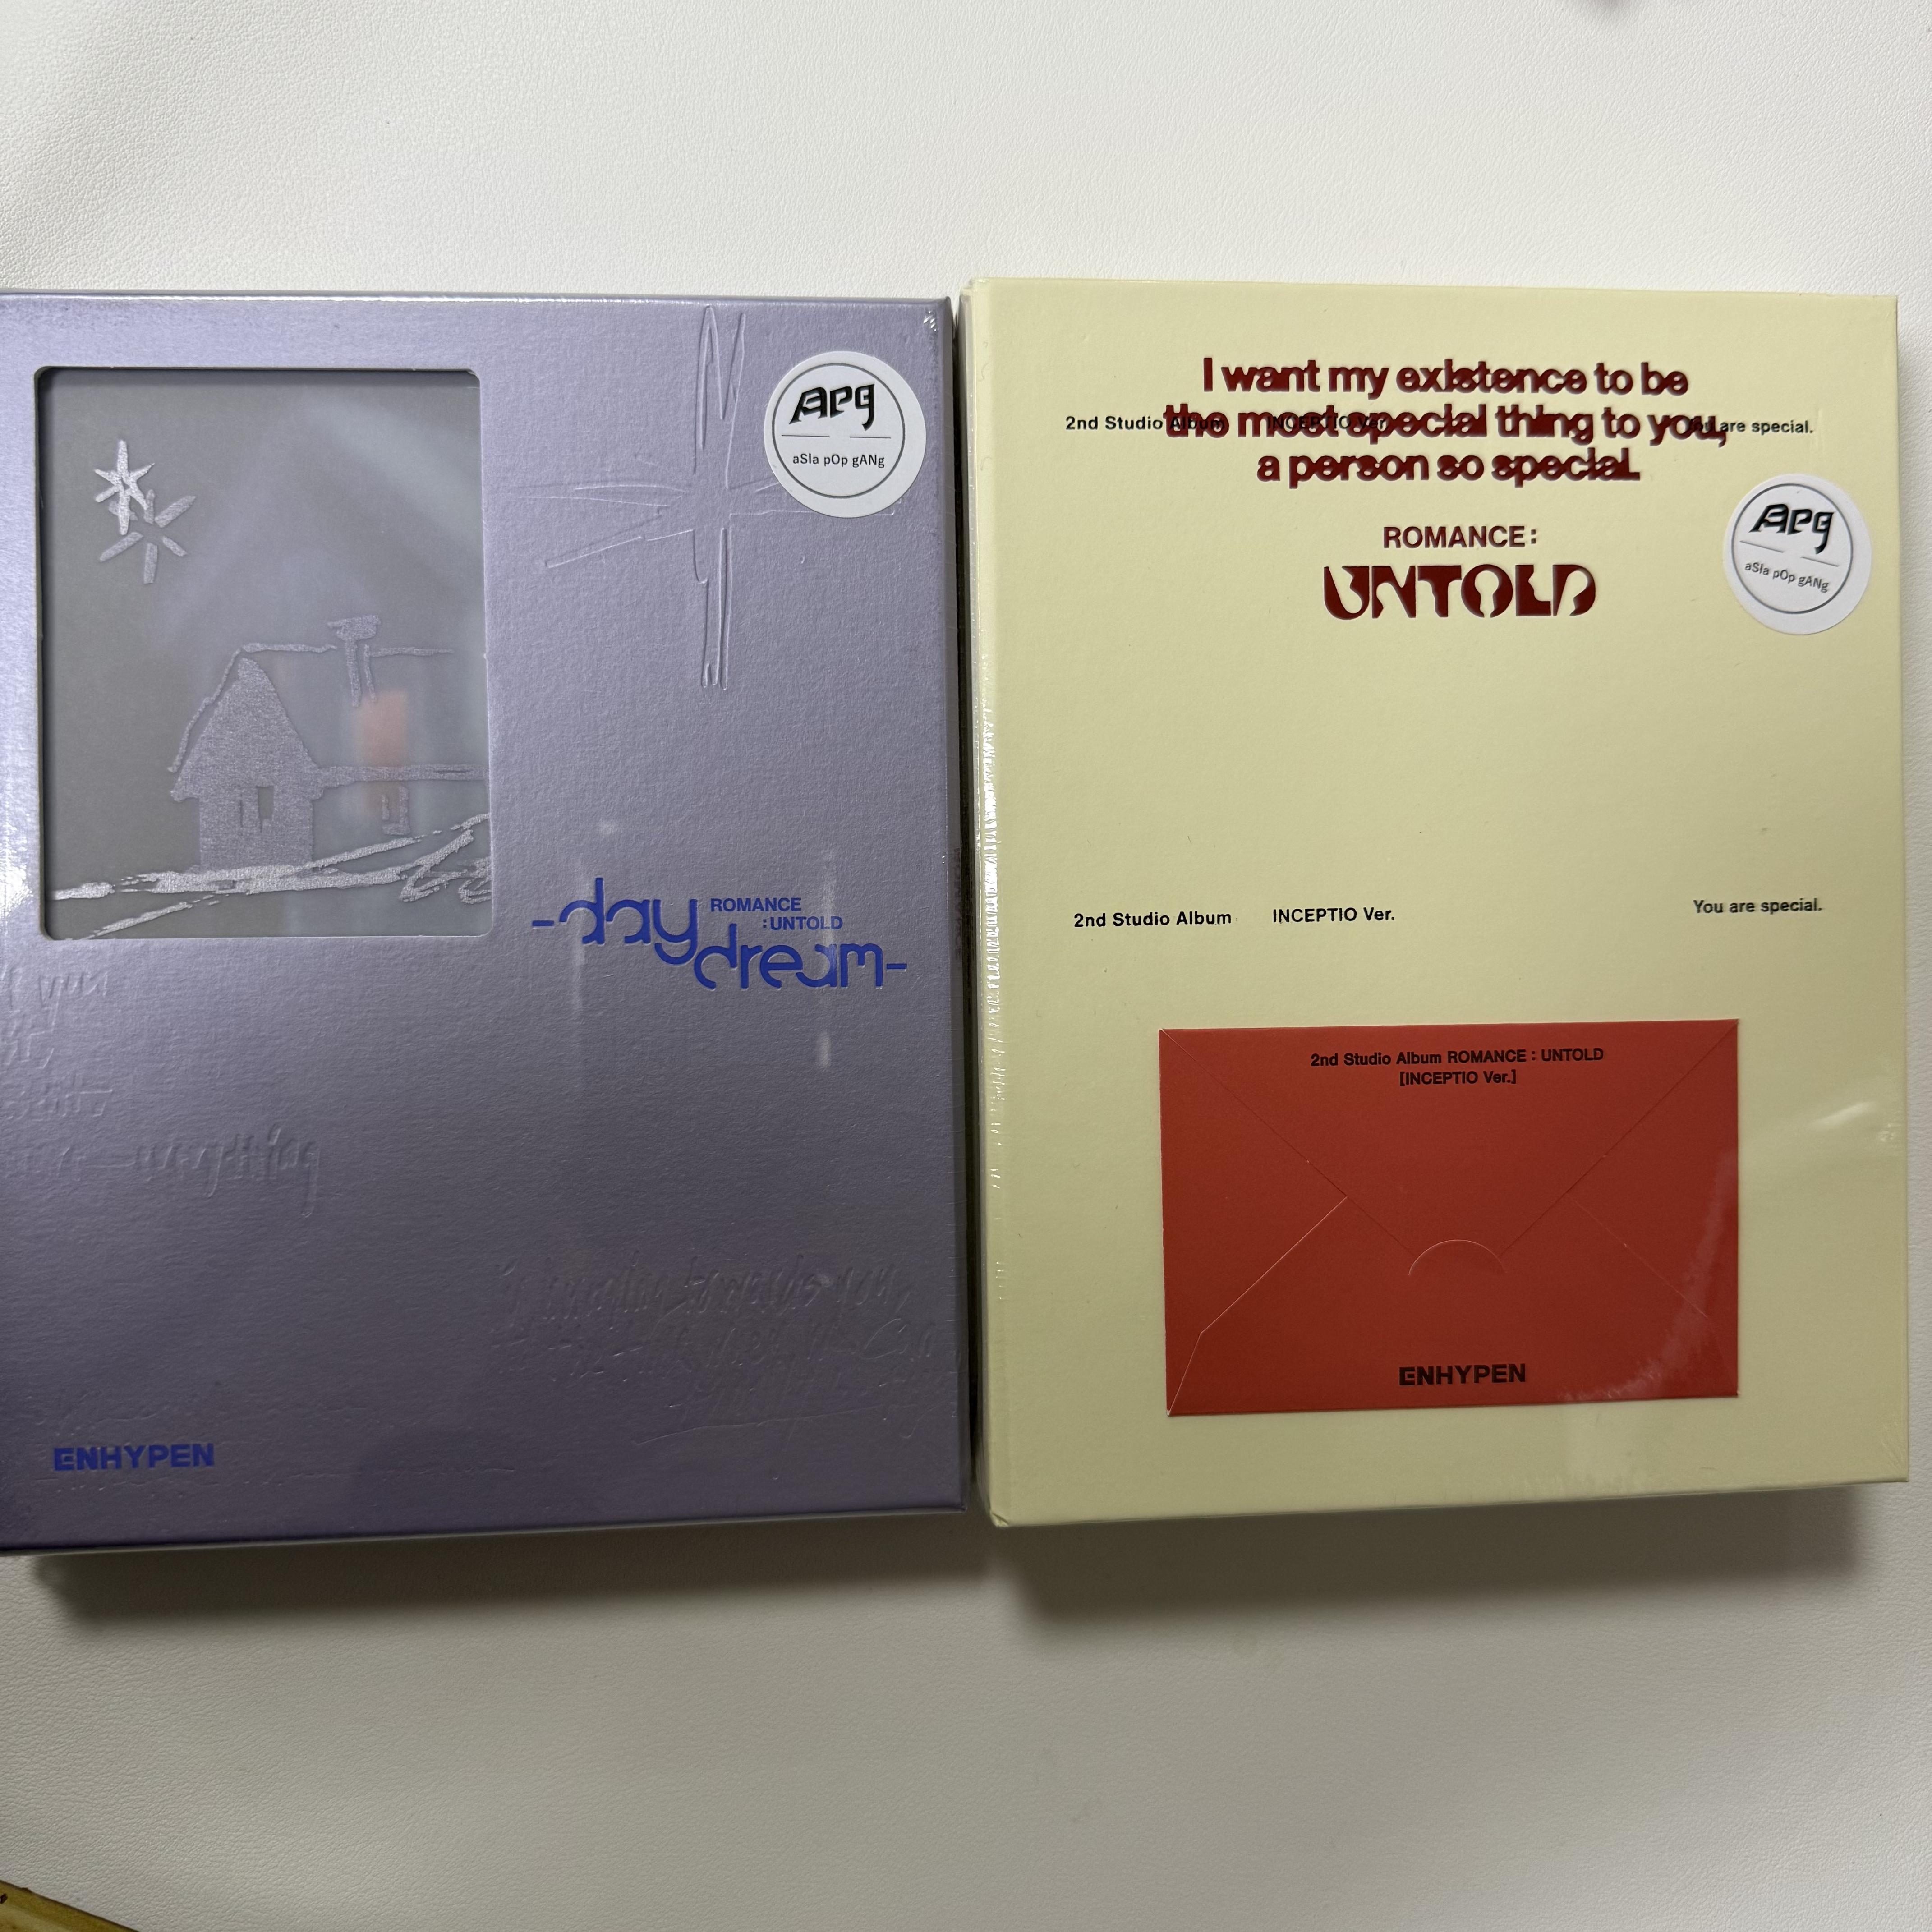 Apg
aSIa pOp gANg
-day
ROMANCE
:UNTOLD
dream-
ENHYPEN
I want my existence to be
2nd Studio Album INCEPTIO Ver. You are special.
the most special thing to you,
a person so special.
ROMANCE:
UNTOLD
Apg
aSIa pOp gANg
2nd Studio Album INCEPTIO Ver. You are special.
2nd Studio Album ROMANCE : UNTOLD
[INCEPTIO Ver.]
ENHYPEN